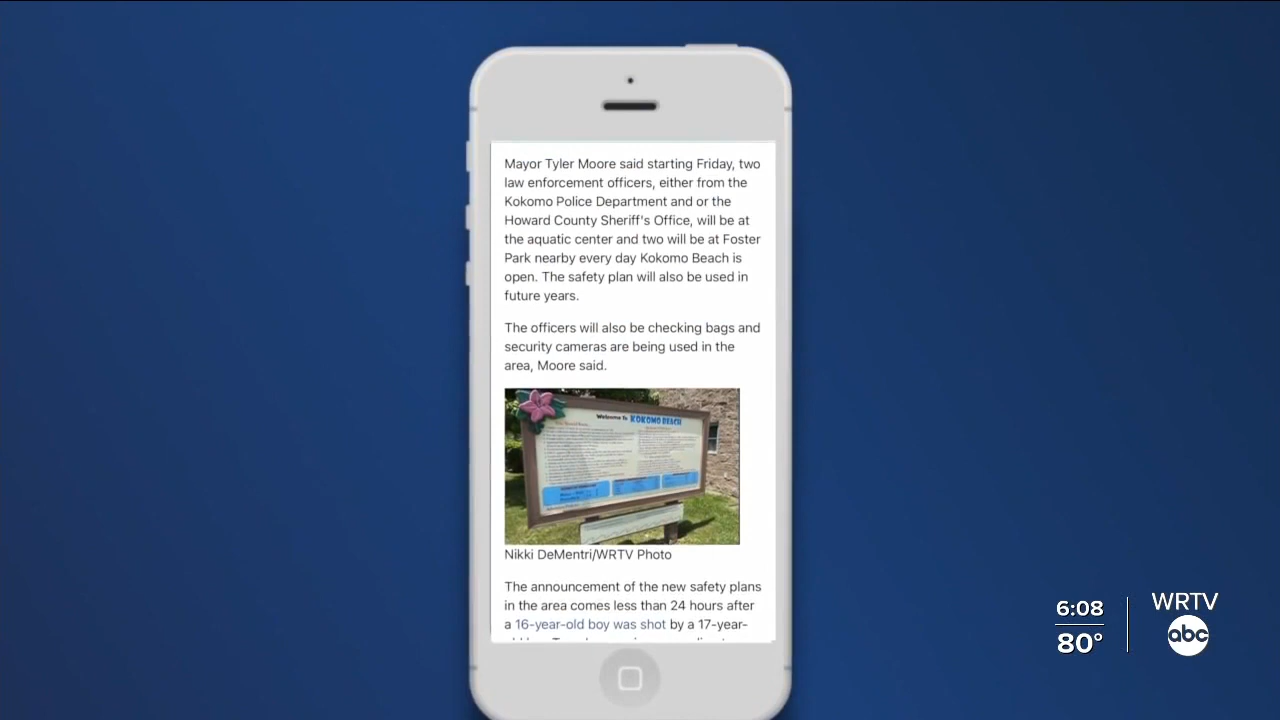 Mayor Tyler Moore said starting Friday, two
law enforcement officers, either from the
Kokomo Police Department and or the
Howard County Sheriff's Office, will be at
the aquatic center and two will be at Foster
Park nearby every day Kokomo Beach is
open. The safety plan will also be used in
future years.
The officers will also be checking bags and
security cameras are being used in the
area, Moore said.
Welcome To KOKOMO BEACH
Nikki DeMentri/WRTV Photo
The announcement of the new safety plans
in the area comes less than 24 hours after
a 16-year-old boy was shot by a 17-year-
6:08
80°
WRTV
abc